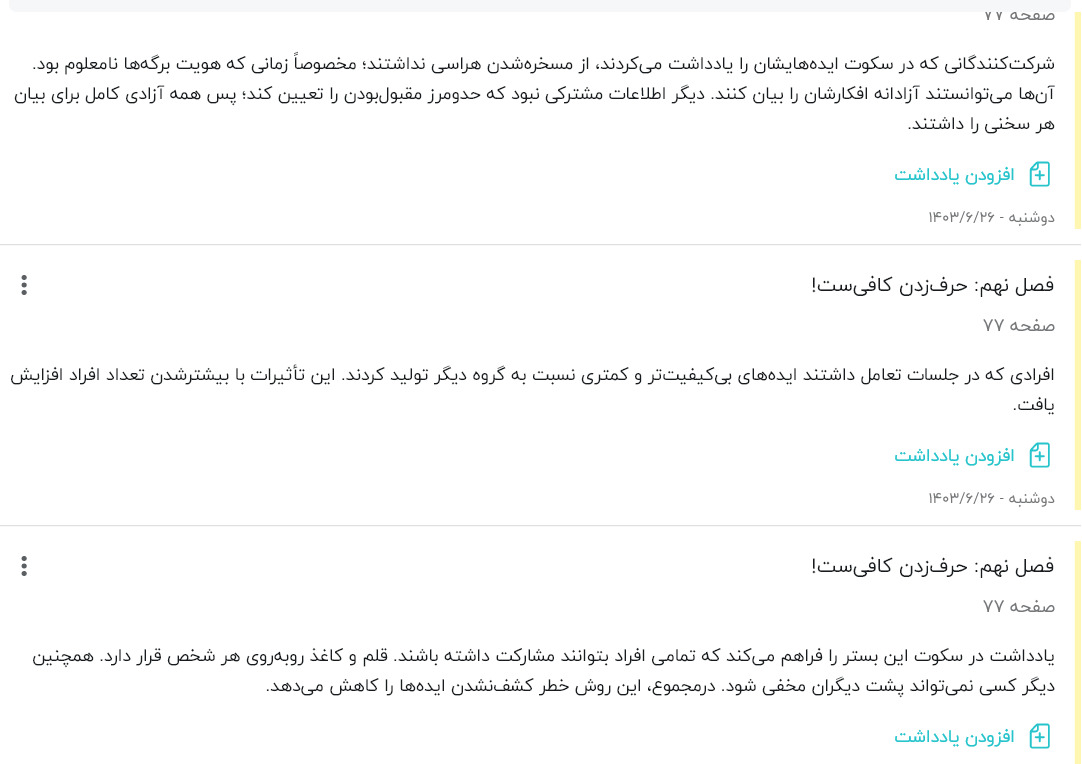 صفحه ۷۷
شرکت‌کنندگانی که در سکوت ایده‌هایشان را یادداشت می‌کردند، از مسخره‌شدن هراسی نداشتند؛ مخصوصاً زمانی که هویت برگه‌ها نامعلوم بود.
آن‌ها می‌توانستند آزادانه افکارشان را بیان کنند. دیگر اطلاعات مشترکی نبود که حدومرز مقبول‌بودن را تعیین کند؛ پس همه آزادی کامل برای بیان
هر سخنی را داشتند.
افزودن یادداشت
دوشنبه - ۱۴۰۳/۶/۲۶
فصل نهم: حرف‌زدن کافی‌ست!
صفحه ۷۷
افرادی که در جلسات تعامل داشتند ایده‌های بی‌کیفیت‌تر و کمتری نسبت به گروه دیگر تولید کردند. این تأثیرات با بیشترشدن تعداد افراد افزایش
یافت.
افزودن یادداشت
دوشنبه - ۱۴۰۳/۶/۲۶
فصل نهم: حرف‌زدن کافی‌ست!
صفحه ۷۷
یادداشت در سکوت این بستر را فراهم می‌کند که تمامی افراد بتوانند مشارکت داشته باشند. قلم و کاغذ روبه‌روی هر شخص قرار دارد. همچنین
دیگر کسی نمی‌تواند پشت دیگران مخفی شود. درمجموع، این روش خطر کشف‌نشدن ایده‌ها را کاهش می‌دهد.
افزودن یادداشت